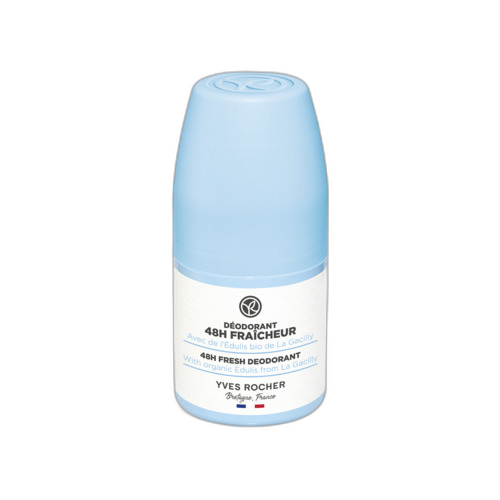 DÉODORANT
48H FRAÎCHEUR
Avec de l'Édulis bio de La Gacilly
48H FRESH DEODORANT
With organic Edulis from La Gacilly
YVES ROCHER
Bretagne, France